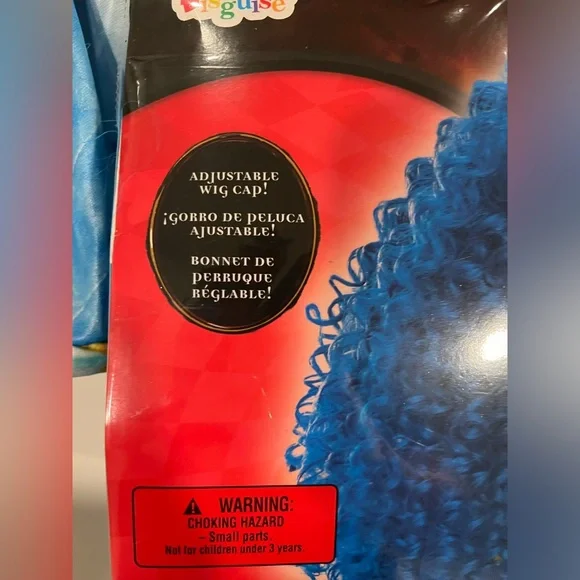 Disguise
ADJUSTABLE
WIG CAP!
¡GORRO DE PELUCA
AJUSTABLE!
BONNET DE
PERRUQUE
RÉGLABLE!
⚠ WARNING:
CHOKING HAZARD
– Small parts.
Not for children under 3 years.